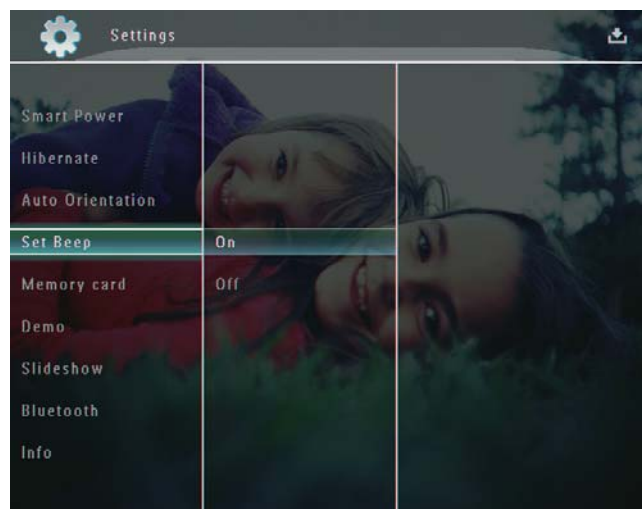 Settings
Smart Power
Hibernate
Auto Orientation
Set Beep
On
Memory card
Off
Demo
Slideshow
Bluetooth
Info